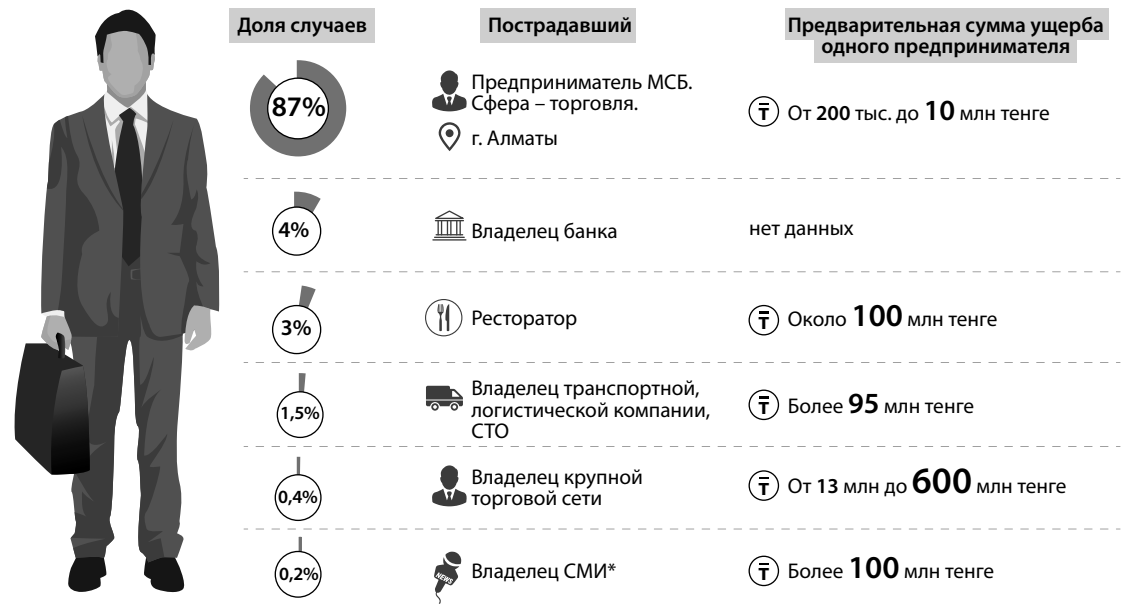 Доля случаев
Пострадавший
Предварительная сумма ущерба
одного предпринимателя
87%
Предприниматель МСБ.
Сфера – торговля.
г. Алматы
₸ От 200 тыс. до 10 млн тенге
4%
Владелец банка
нет данных
3%
Ресторатор
₸ Около 100 млн тенге
1,5%
Владелец транспортной,
логистической компании,
СТО
₸ Более 95 млн тенге
0,4%
Владелец крупной
торговой сети
₸ От 13 млн до 600 млн тенге
0,2%
NEWS
Владелец СМИ*
₸ Более 100 млн тенге